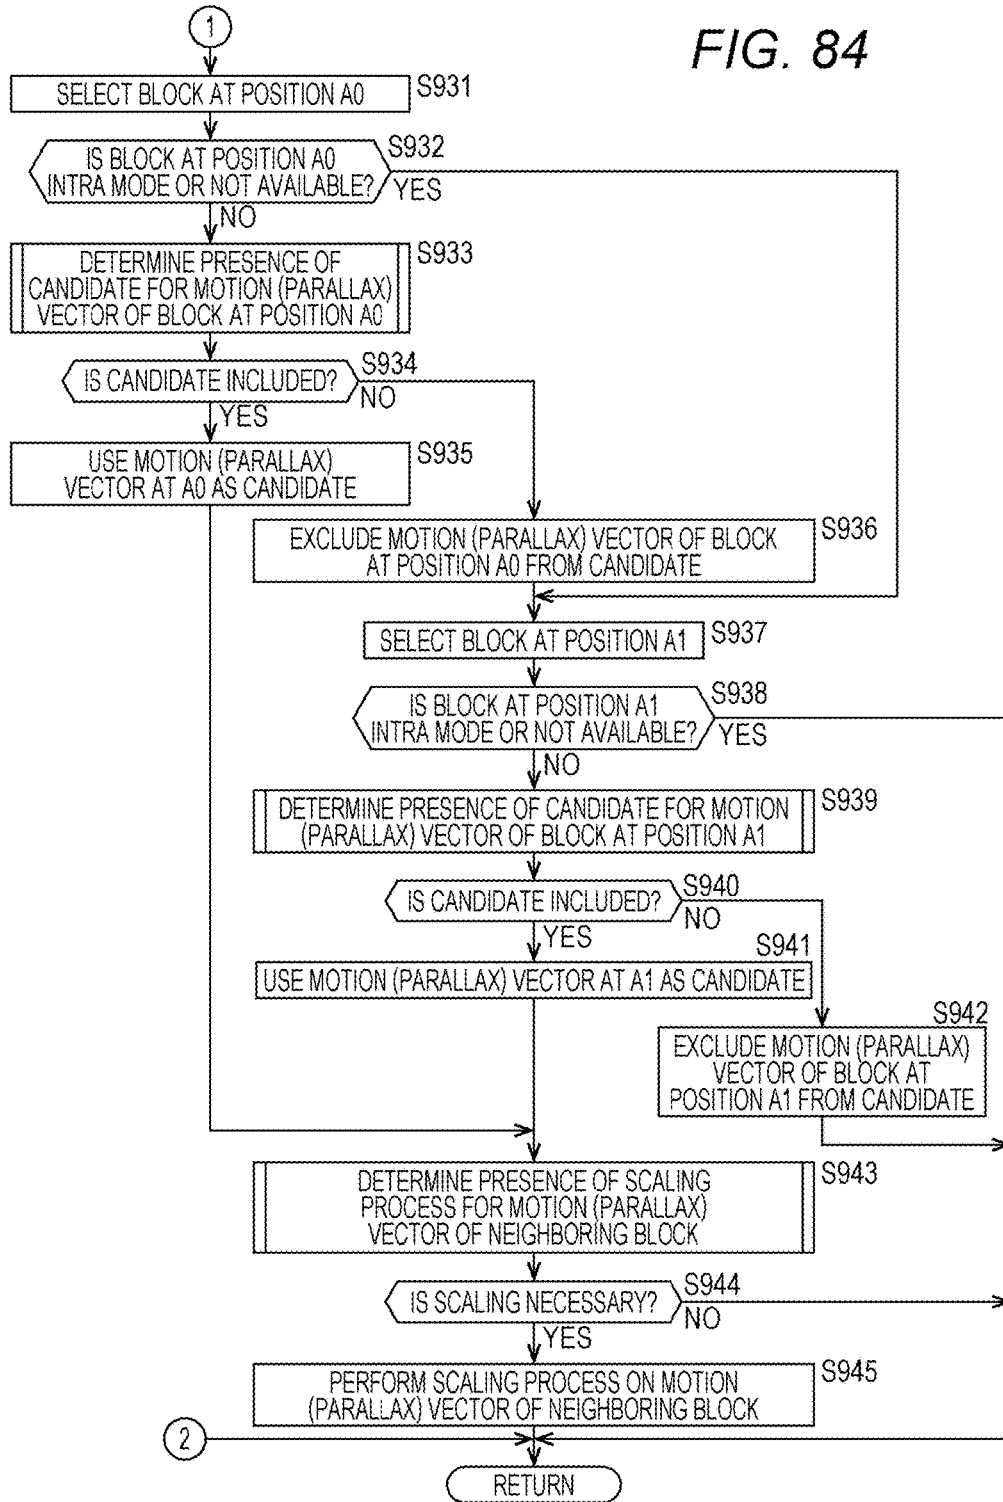 FIG. 84
1
SELECT BLOCK AT POSITION A0
S931
IS BLOCK AT POSITION A0
INTRA MODE OR NOT AVAILABLE?
S932
YES
NO
DETERMINE PRESENCE OF
CANDIDATE FOR MOTION (PARALLAX)
VECTOR OF BLOCK AT POSITION A0
S933
IS CANDIDATE INCLUDED?
S934
NO
YES
USE MOTION (PARALLAX)
VECTOR AT A0 AS CANDIDATE
S935
EXCLUDE MOTION (PARALLAX) VECTOR OF BLOCK
AT POSITION A0 FROM CANDIDATE
S936
SELECT BLOCK AT POSITION A1
S937
IS BLOCK AT POSITION A1
INTRA MODE OR NOT AVAILABLE?
S938
YES
NO
DETERMINE PRESENCE OF CANDIDATE FOR MOTION
(PARALLAX) VECTOR OF BLOCK AT POSITION A1
S939
IS CANDIDATE INCLUDED?
S940
NO
YES
S941
USE MOTION (PARALLAX) VECTOR AT A1 AS CANDIDATE
S942
EXCLUDE MOTION (PARALLAX)
VECTOR OF BLOCK AT
POSITION A1 FROM CANDIDATE
DETERMINE PRESENCE OF SCALING
PROCESS FOR MOTION (PARALLAX)
VECTOR OF NEIGHBORING BLOCK
S943
IS SCALING NECESSARY?
S944
NO
YES
PERFORM SCALING PROCESS ON MOTION
(PARALLAX) VECTOR OF NEIGHBORING BLOCK
S945
2
RETURN